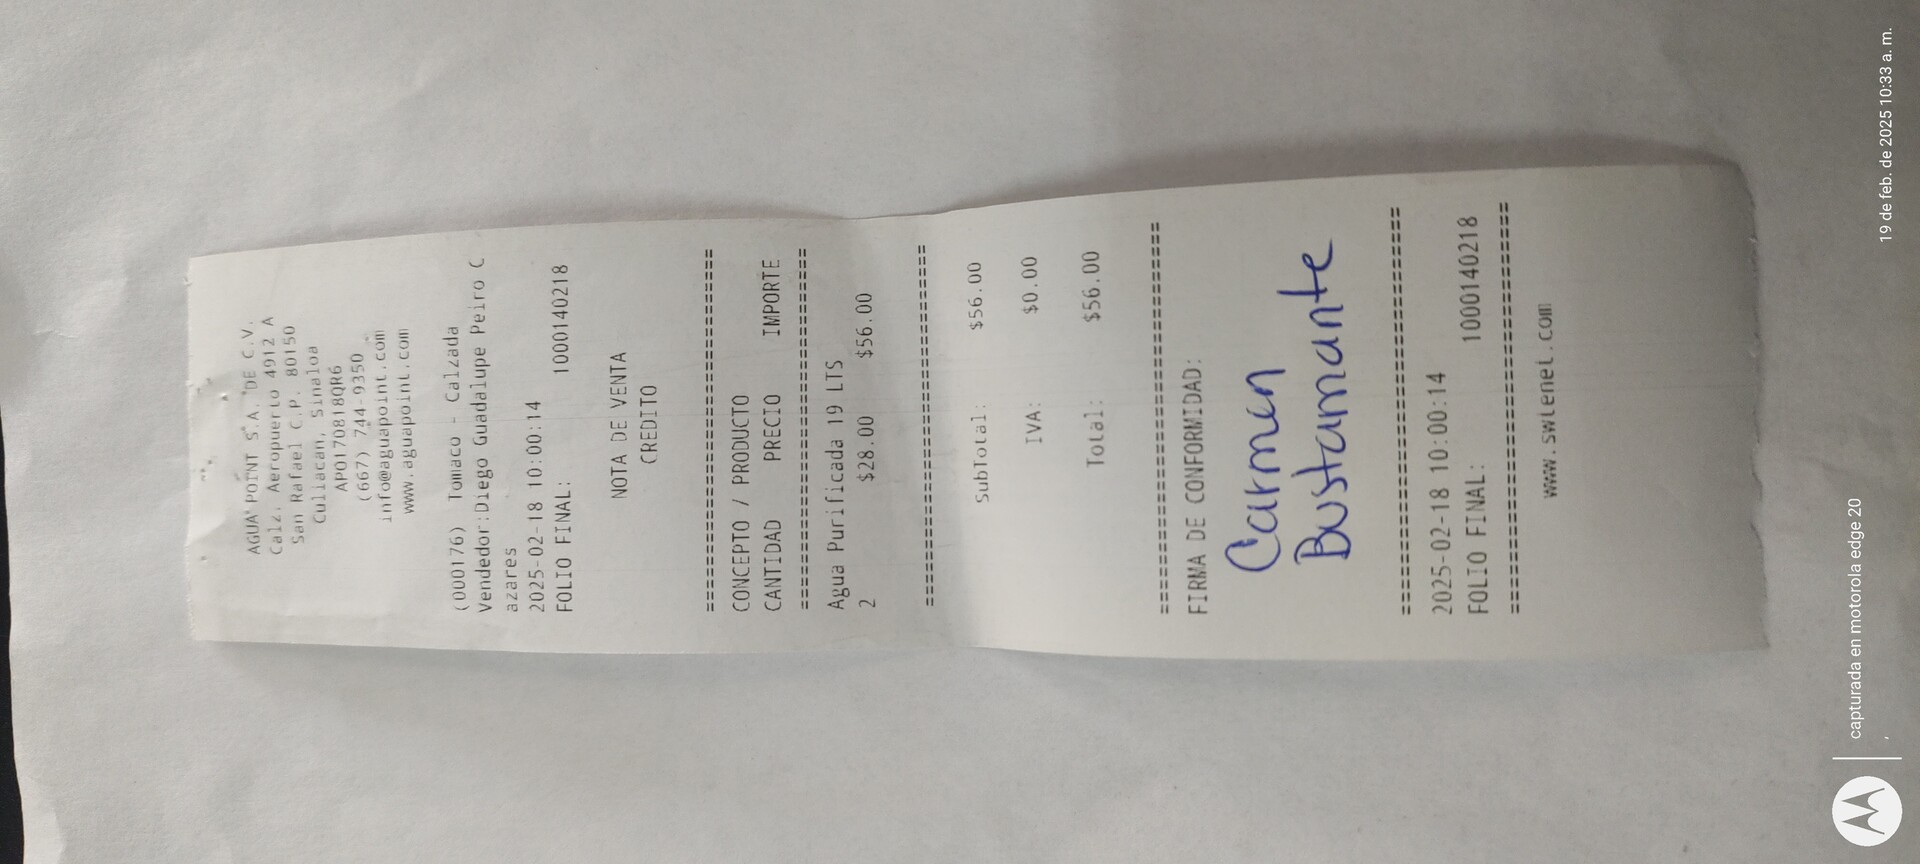 AGUA POINT S.A. DE C.V.
Calz. Aeropuerto 4912 A
San Rafael C.P. 80150
Culiacan, Sinaloa
APO170818QR6
(667) 744-9350
info@aguapoint.com
www.aguapoint.com
(000176) Tomaco - Calzada
Vendedor:Diego Guadalupe Peiro C
azares
2025-02-18 10:00:14
FOLIO FINAL: 1000140218
NOTA DE VENTA
CREDITO
================================
CONCEPTO / PRODUCTO
CANTIDAD PRECIO IMPORTE
================================
Agua Purificada 19 LTS
2 $28.00 $56.00
================================
SubTotal: $56.00
IVA: $0.00
Total: $56.00
================================
FIRMA DE CONFORMIDAD:
Carmen
Bustamante
================================
2025-02-18 10:00:14
FOLIO FINAL: 1000140218
================================
www.swlenet.com
capturada en motorola edge 20
19 de feb. de 2025 10:33 a. m.